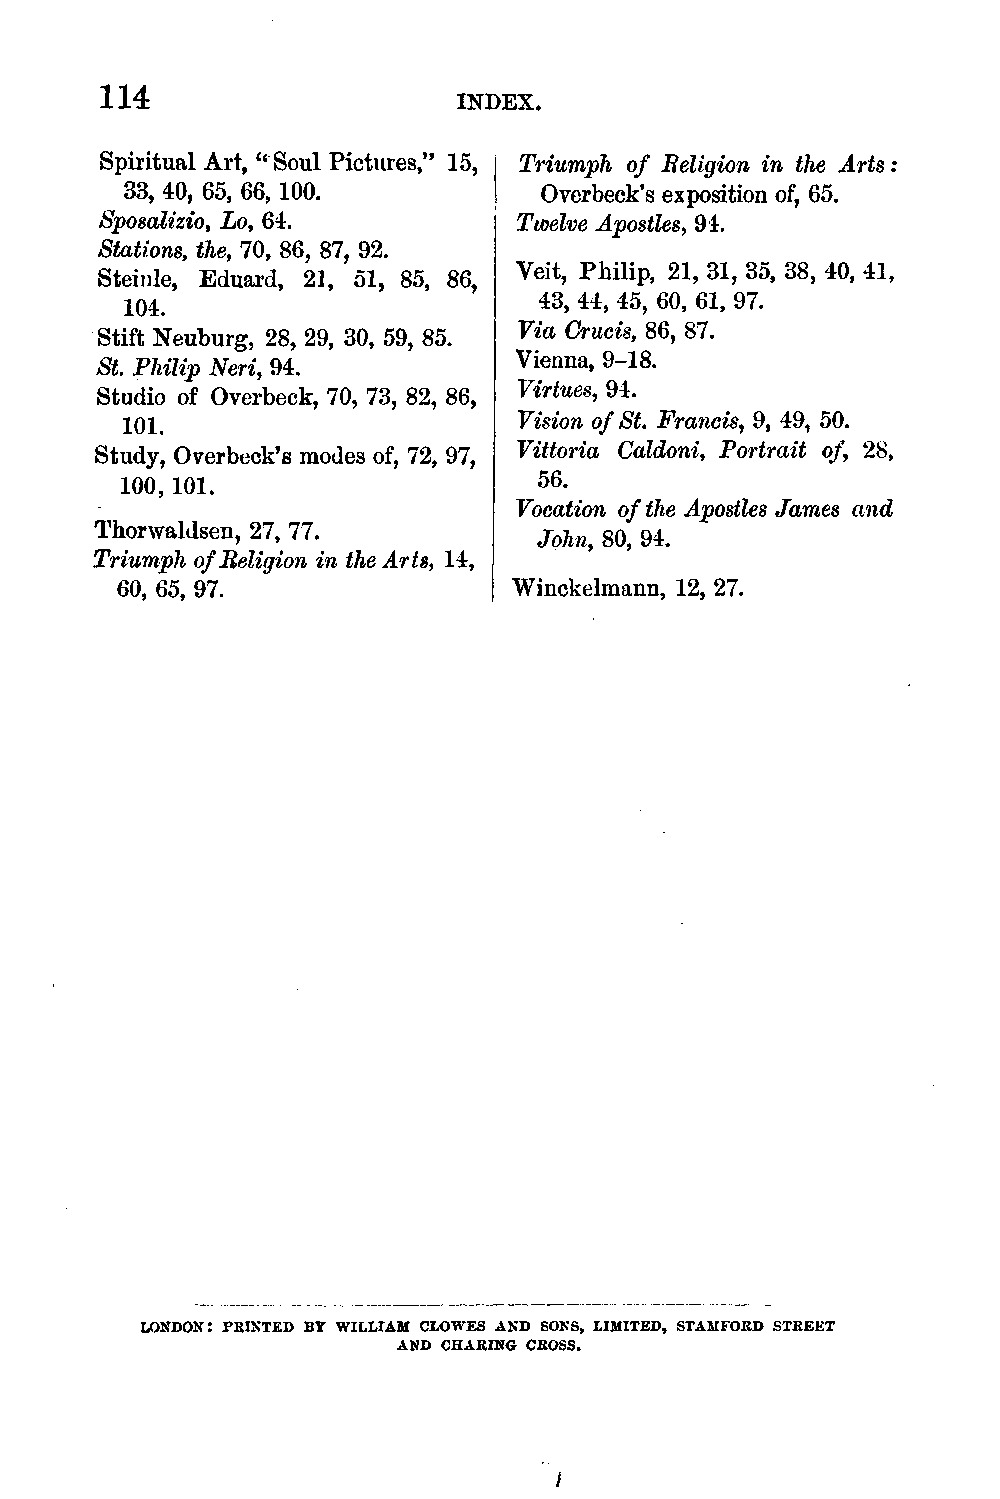 114
INDEX.
Spiritual Art, “Soul Pictures,” 15,
33, 40, 65, 66, 100.
Sposalizio, Lo, 64.
Stations, the, 70, 86, 87, 92.
Steinle, Eduard, 21, 51, 85, 86,
104.
Stift Neuburg, 28, 29, 30, 59, 85.
St. Philip Neri, 94.
Studio of Overbeck, 70, 73, 82, 86,
101.
Study, Overbeck’s modes of, 72, 97,
100, 101.
Thorwaldsen, 27, 77.
Triumph of Religion in the Arts, 14,
60, 65, 97.
Triumph of Religion in the Arts:
Overbeck’s exposition of, 65.
Twelve Apostles, 94.
Veit, Philip, 21, 31, 35, 38, 40, 41,
43, 44, 45, 60, 61, 97.
Via Crucis, 86, 87.
Vienna, 9–18.
Virtues, 94.
Vision of St. Francis, 9, 49, 50.
Vittoria Caldoni, Portrait of, 28,
56.
Vocation of the Apostles James and
John, 80, 94.
Winckelmann, 12, 27.
LONDON: PRINTED BY WILLIAM CLOWES AND SONS, LIMITED, STAMFORD STREET
AND CHARING CROSS.